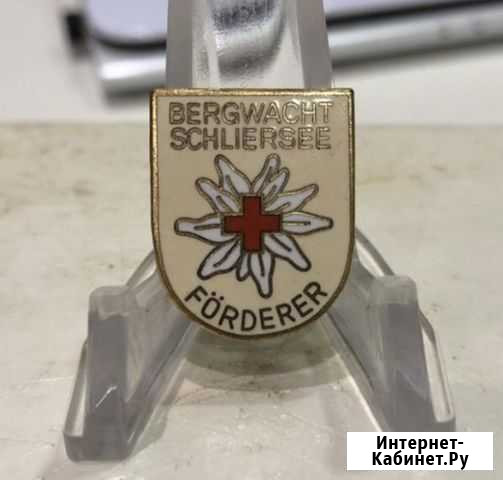 BERGWACHT
SCHLIERSEE
FÖRDERER
Интернет-
Кабинет.Ру